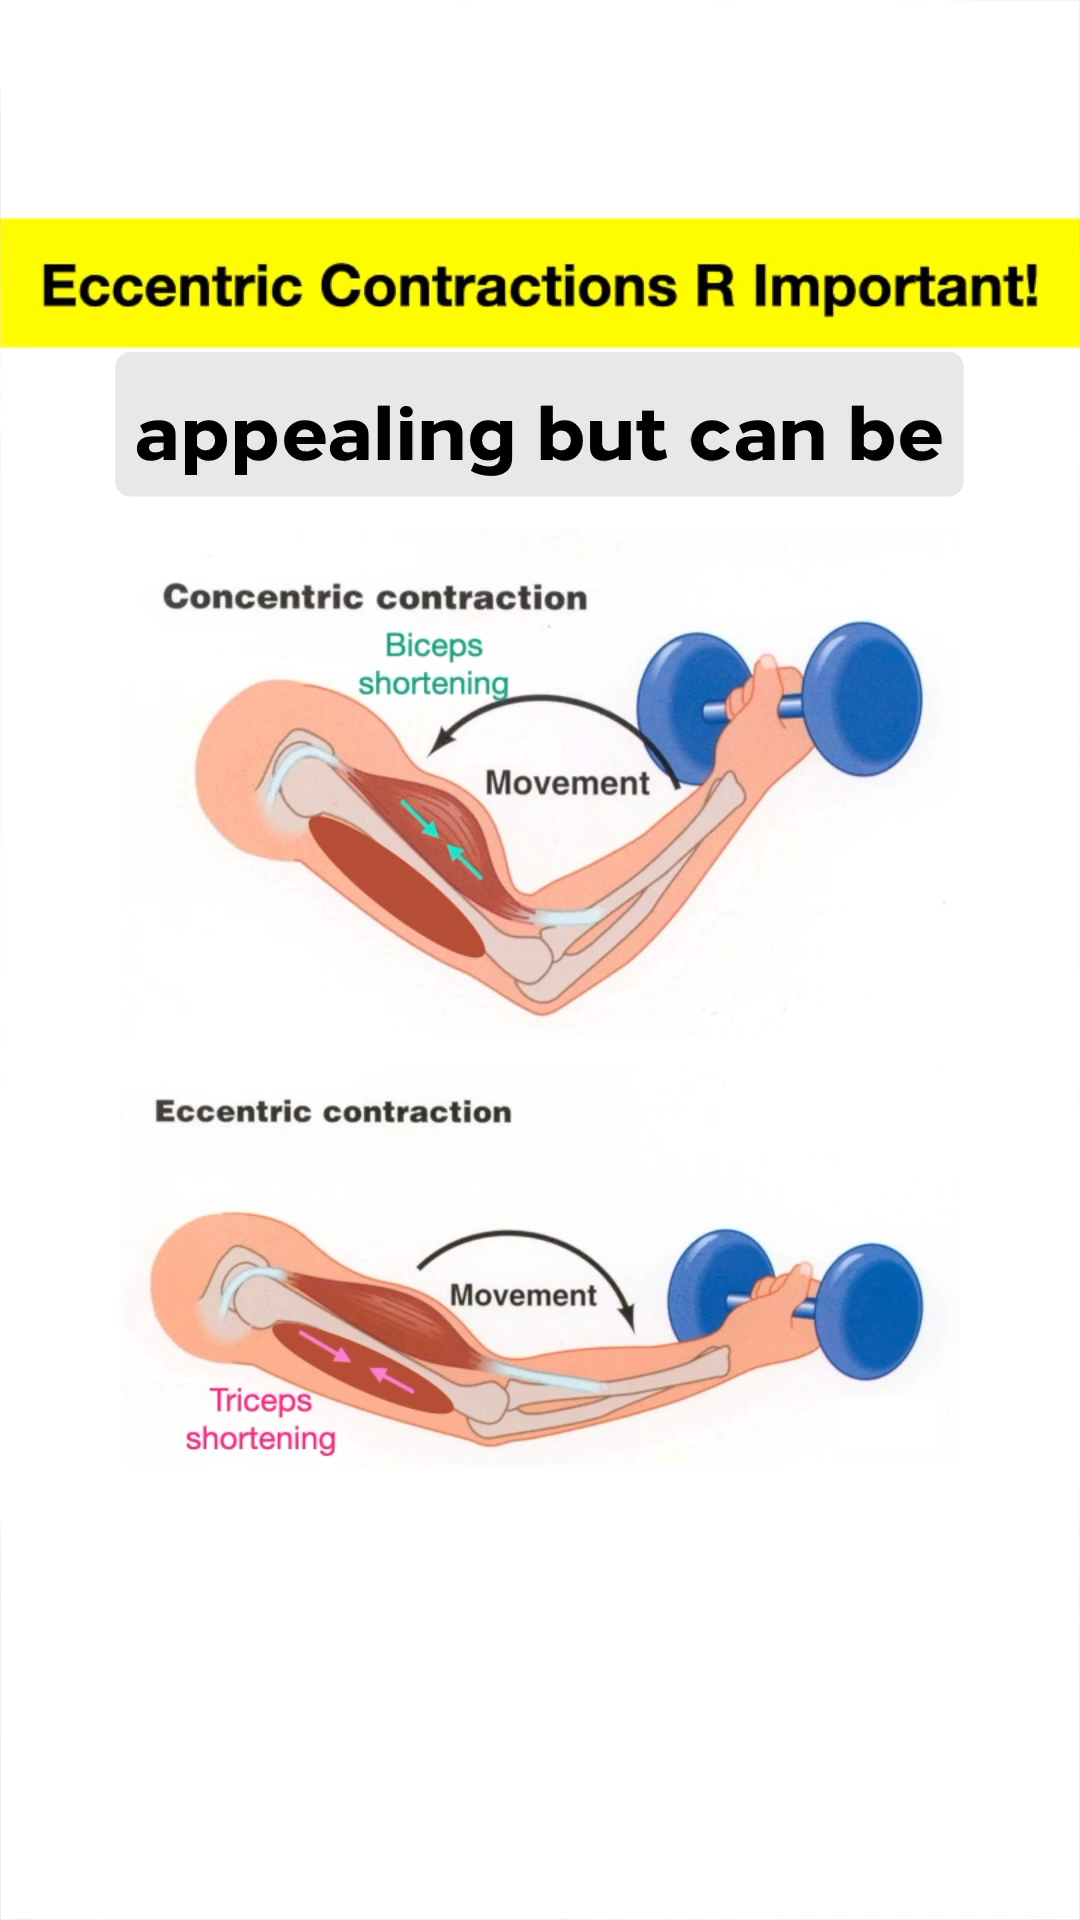 Eccentric Contractions R Important!
appealing but can be
Concentric contraction
Biceps
shortening
Movement
Eccentric contraction
Movement
Triceps
shortening